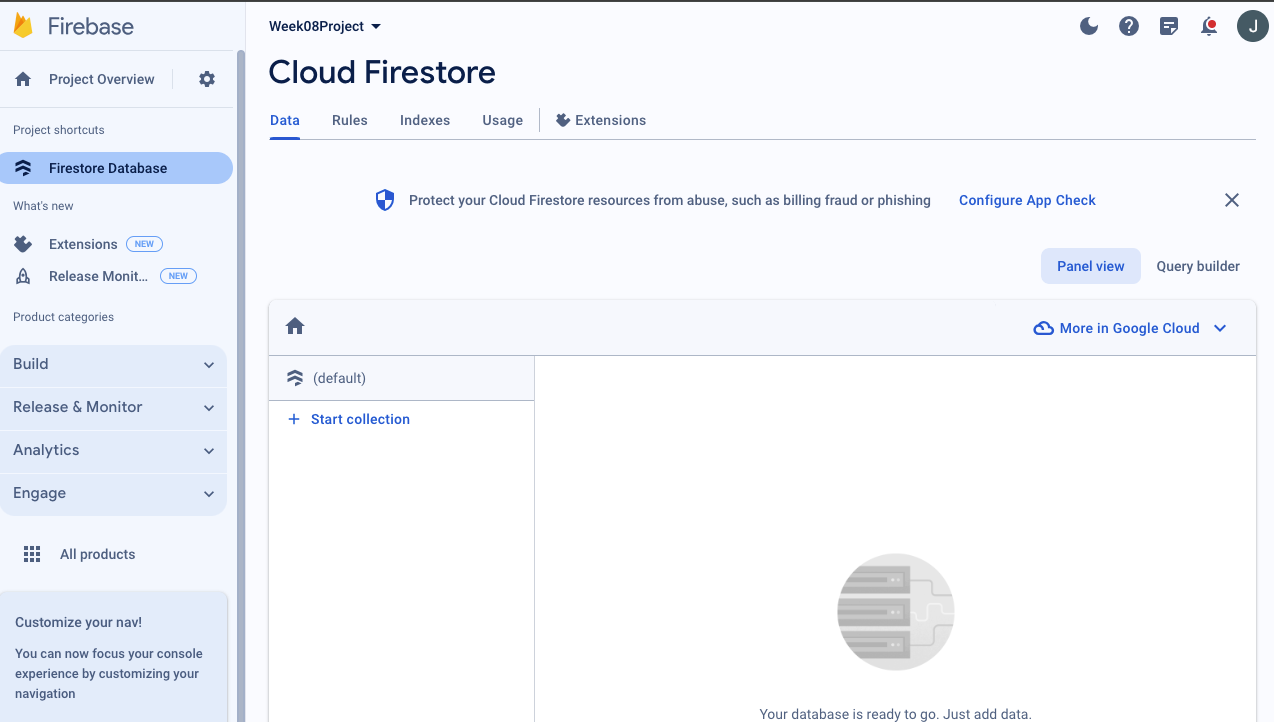 Firebase
Project Overview
Project shortcuts
Firestore Database
What's new
Extensions NEW
Release Monit... NEW
Product categories
Build
Release & Monitor
Analytics
Engage
All products
Customize your nav!
You can now focus your console
experience by customizing your
navigation
Week08Project
J
Cloud Firestore
Data Rules Indexes Usage Extensions
Protect your Cloud Firestore resources from abuse, such as billing fraud or phishing Configure App Check
Panel view Query builder
More in Google Cloud
(default)
+ Start collection
Your database is ready to go. Just add data.